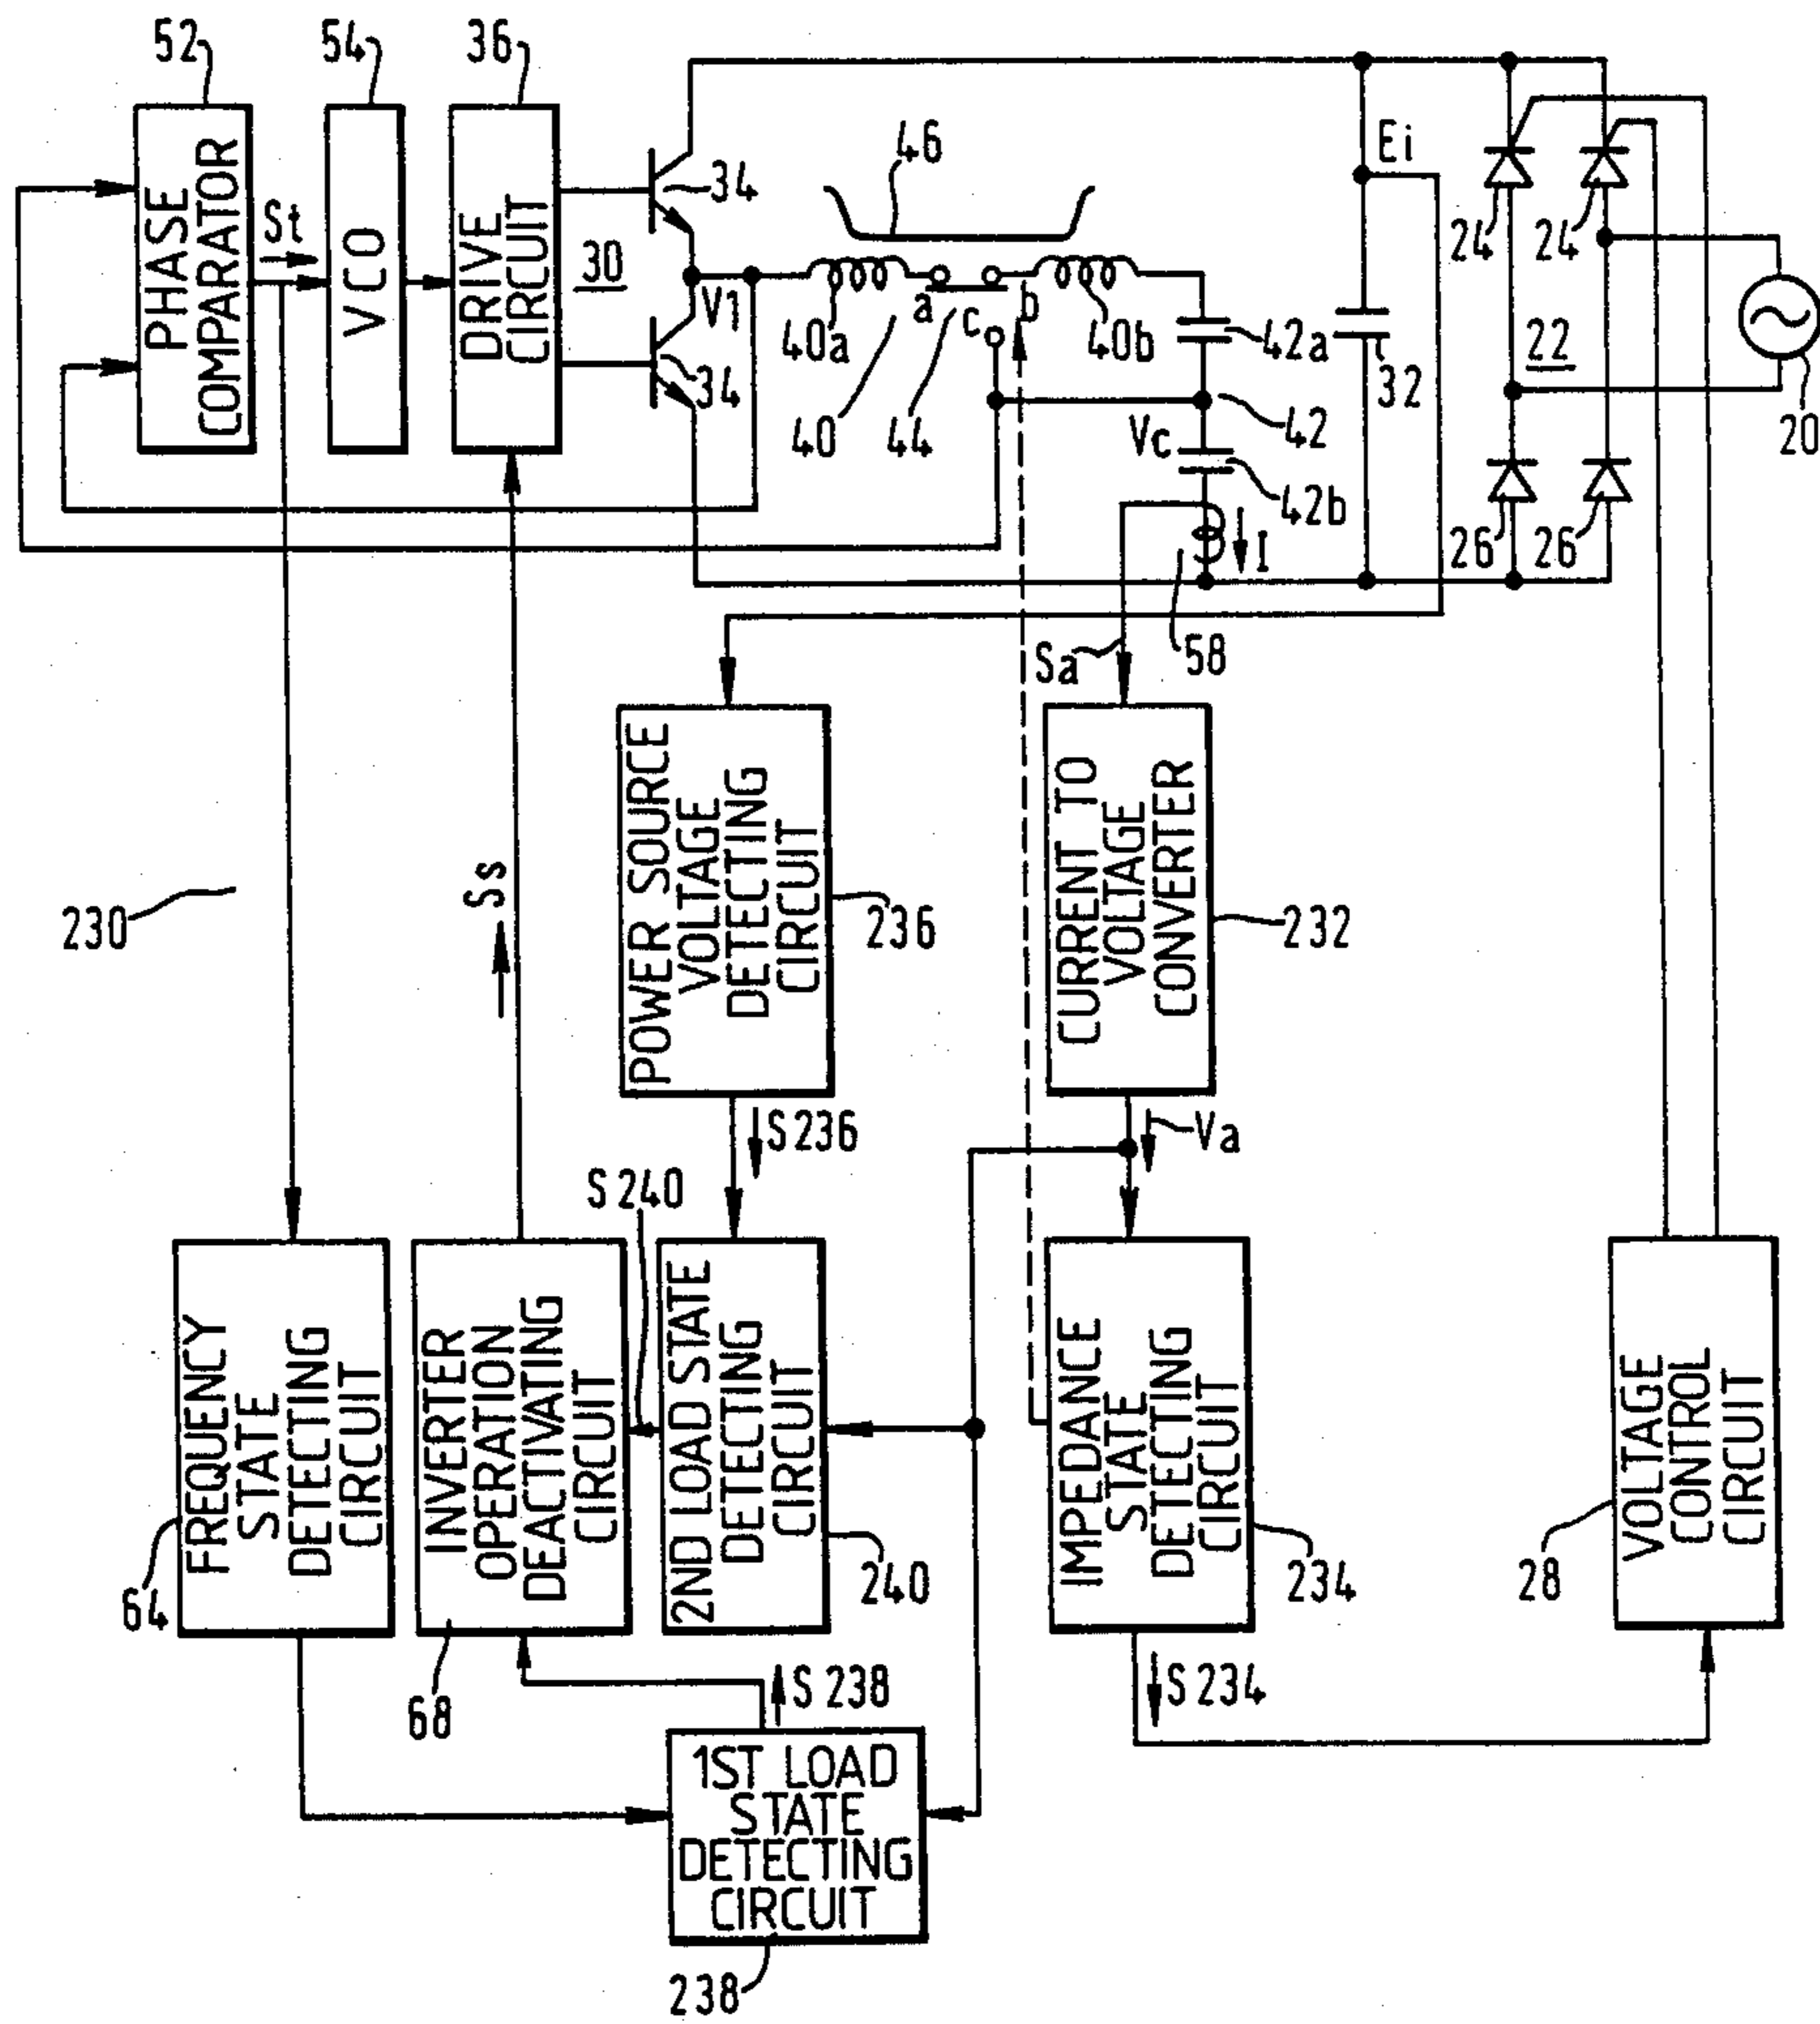 52
54
36
PHASE
COMPARATOR
St
VCO
DRIVE
CIRCUIT
30
34
34
V1
46
40a
a
c
b
40b
40
44
42a
42
Vc
42b
I
58
Sa
Ei
32
24
24
22
26
26
20
230
Ss
POWER SOURCE
VOLTAGE
DETECTING
CIRCUIT
236
CURRENT TO
VOLTAGE
CONVERTER
232
S236
Va
S240
FREQUENCY
STATE
DETECTING
CIRCUIT
64
INVERTER
OPERATION
DEACTIVATING
CIRCUIT
68
2ND LOAD STATE
DETECTING
CIRCUIT
240
IMPEDANCE
STATE
DETECTING
CIRCUIT
234
VOLTAGE
CONTROL
CIRCUIT
28
S238
S234
1ST LOAD
STATE
DETECTING
CIRCUIT
238